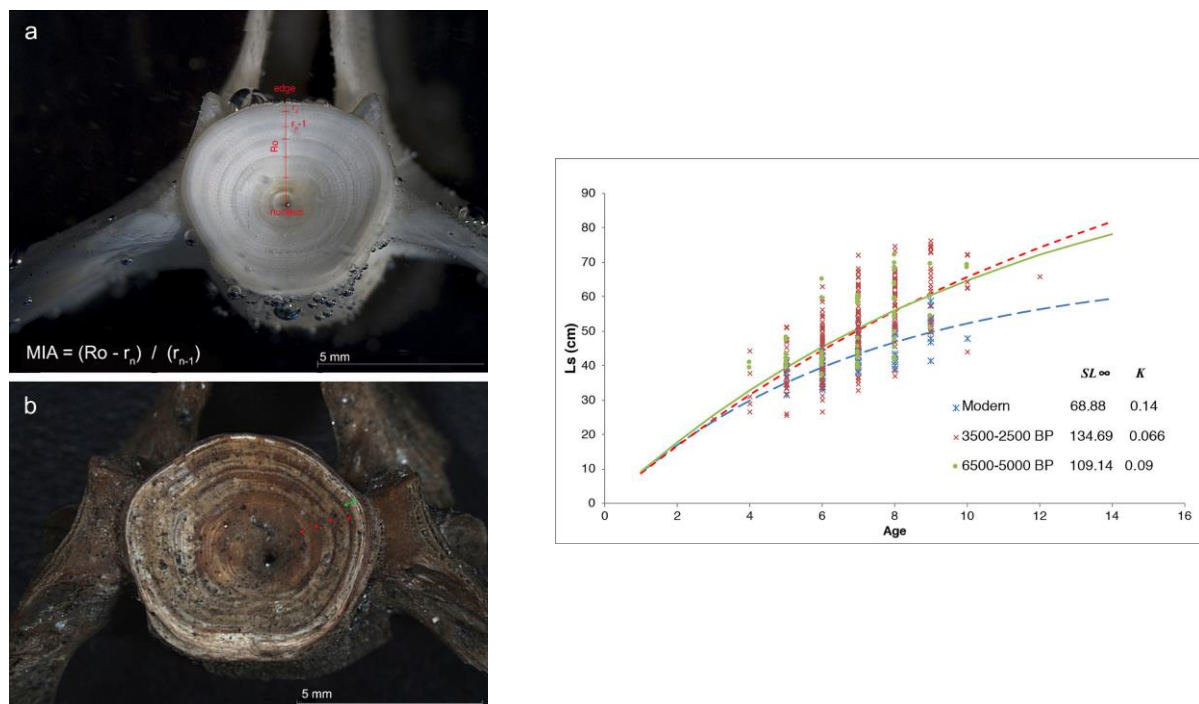 a
edge
Ro
nucleus
MIA = (Ro - rn) / (rn-1)
5 mm
b
5 mm
90
80
70
60
50
40
30
20
10
0
0 2 4 6 8 10 12 14 16
Ls (cm)
Age
SL∞ K
Modern 68.88 0.14
3500-2500 BP 134.69 0.066
6500-5000 BP 109.14 0.09